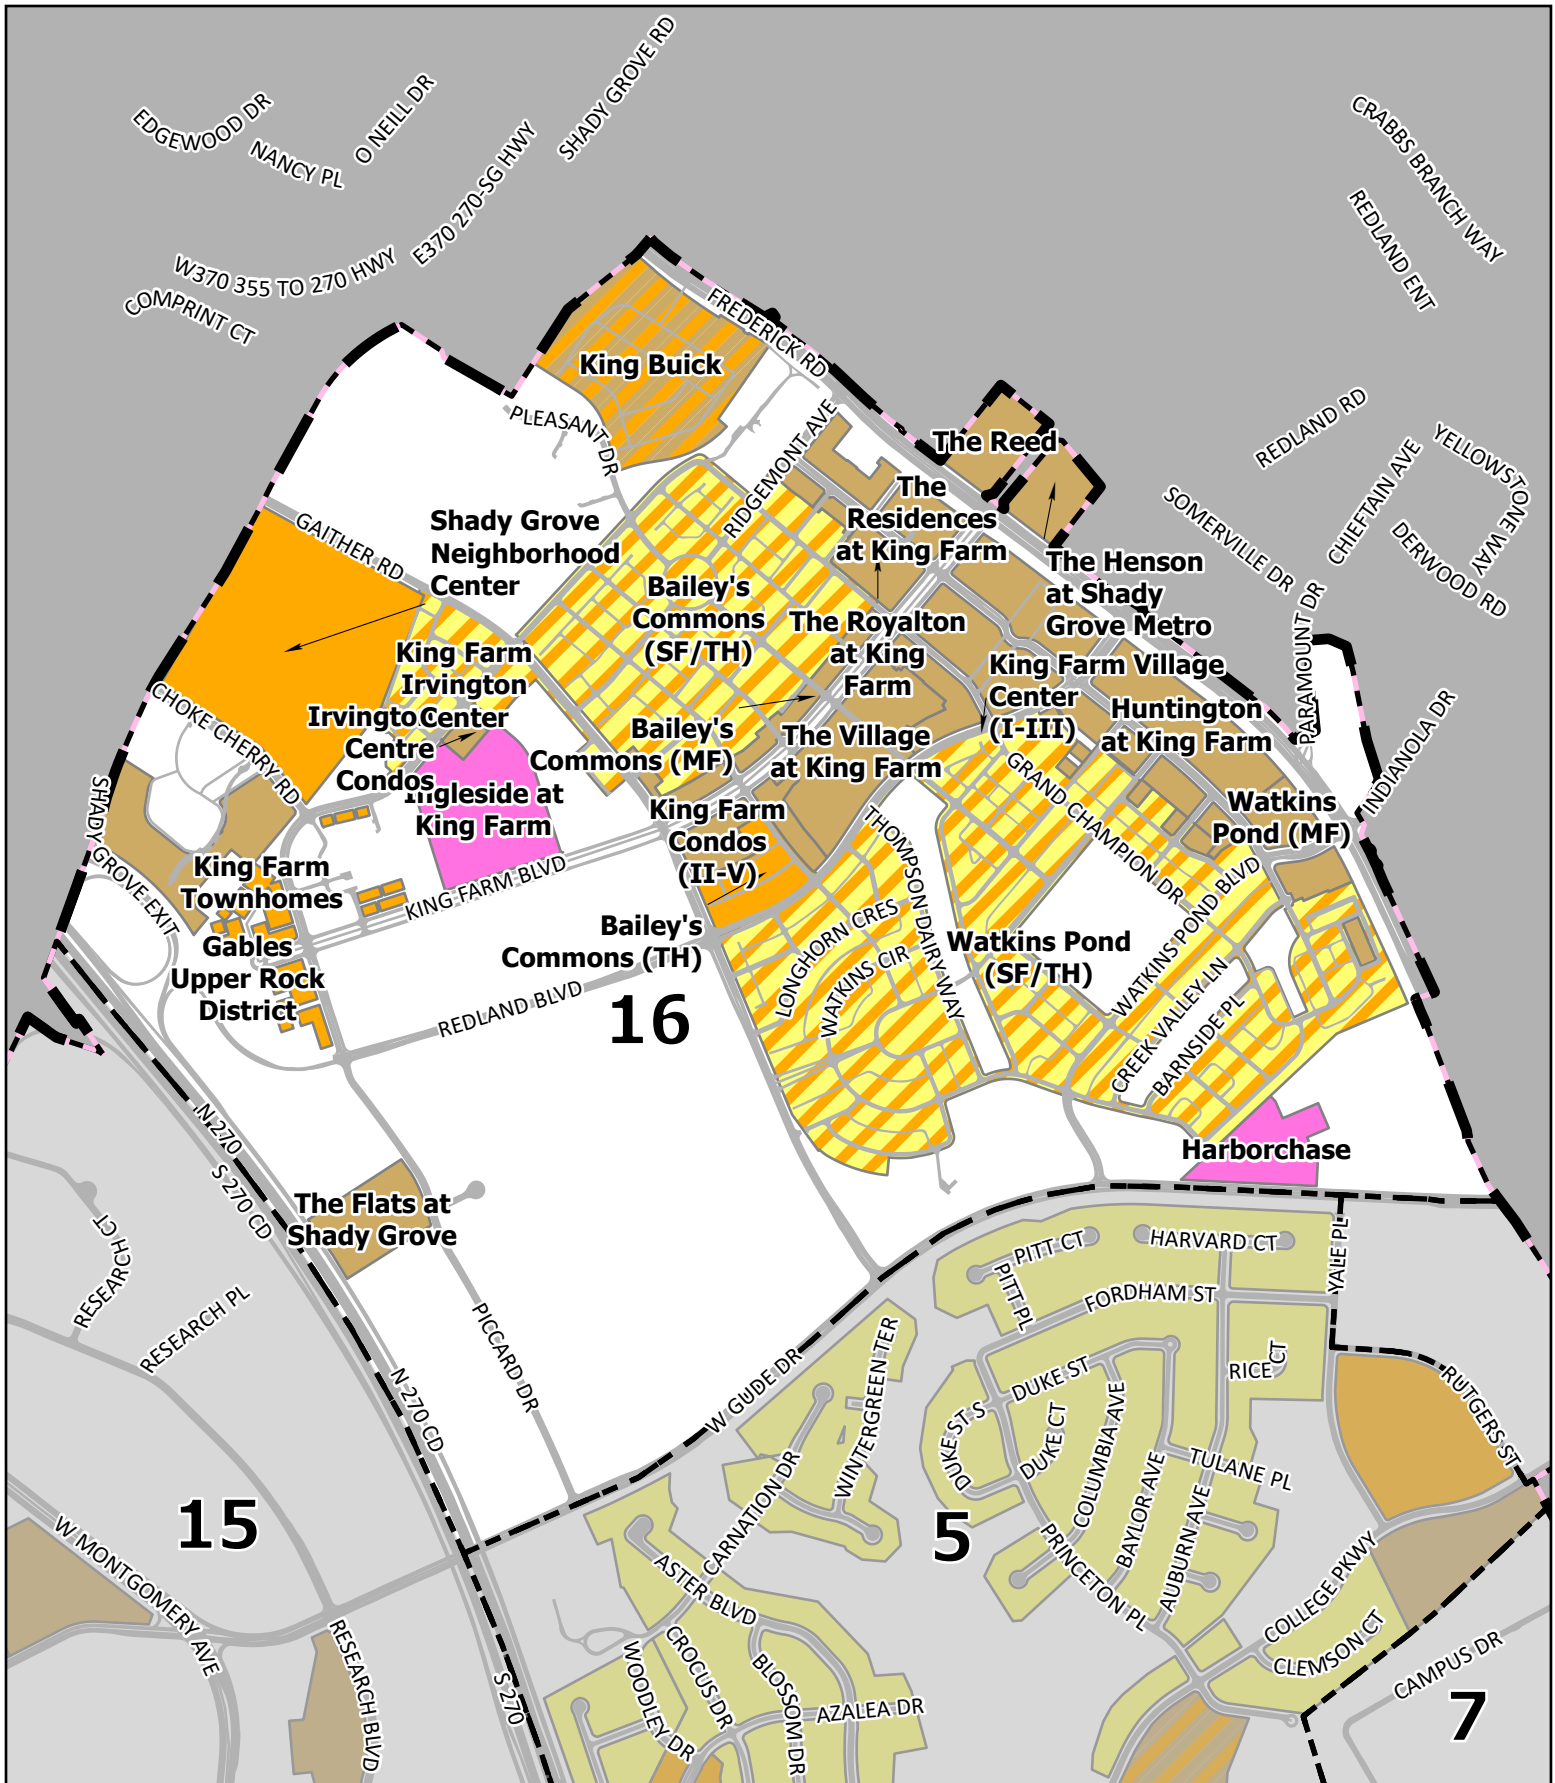 EDGEWOOD DR
NANCY PL
O NEILL DR
SHADY GROVE RD
E370 270-SG HWY
W370 355 TO 270 HWY
COMPRINT CT
CRABBS BRANCH WAY
REDLAND ENT
FREDERICK RD
King Buick
PLEASANT DR
RIDGEMONT AVE
The Reed
REDLAND RD
YELLOWSTONE WAY
CHIEFTAIN AVE
DERWOOD RD
SOMERVILLE DR
PARAMOUNT DR
INDIANOLA DR
GAITHER RD
Shady Grove
Neighborhood
Center
The
Residences
at King Farm
The Henson
at Shady
Grove Metro
Bailey's
Commons
(SF/TH)
The Royalton
at King
Farm
King Farm
Irvington
Center
King Farm Village
Center
(I-III)
Irvingto
Centre
Condos
Huntington
at King Farm
Bailey's
Commons (MF)
The Village
at King Farm
CHOKE CHERRY RD
Ingleside at
King Farm
GRAND CHAMPION DR
Watkins
Pond (MF)
King Farm
Condos
(II-V)
THOMPSON DAIRY WAY
SHADY GROVE EXIT
King Farm
Townhomes
KING FARM BLVD
WATKINS POND BLVD
Bailey's
Commons (TH)
LONGHORN CRES
WATKINS CIR
Watkins Pond
(SF/TH)
Gables
Upper Rock
District
REDLAND BLVD
16
CREEK VALLEY LN
BARNSIDE PL
N 270
S 270 CD
Harborchase
The Flats at
Shady Grove
RESEARCH CT
RESEARCH PL
PICCARD DR
N 270 CD
PITT CT
HARVARD CT
YALE PL
PITT PL
FORDHAM ST
W GUDE DR
WINTERGREEN TER
DUKE ST
RICE CT
RUTGERS ST
DUKE ST S
DUKE CT
COLUMBIA AVE
BAYLOR AVE
TULANE PL
AUBURN AVE
15
5
CARNATION DR
W MONTGOMERY AVE
ASTER BLVD
PRINCETON PL
COLLEGE PKWY
CLEMSON CT
CAMPUS DR
RESEARCH BLVD
S 270
WOODLEY DR
CROCUS DR
BLOSSOM DR
AZALEA DR
7